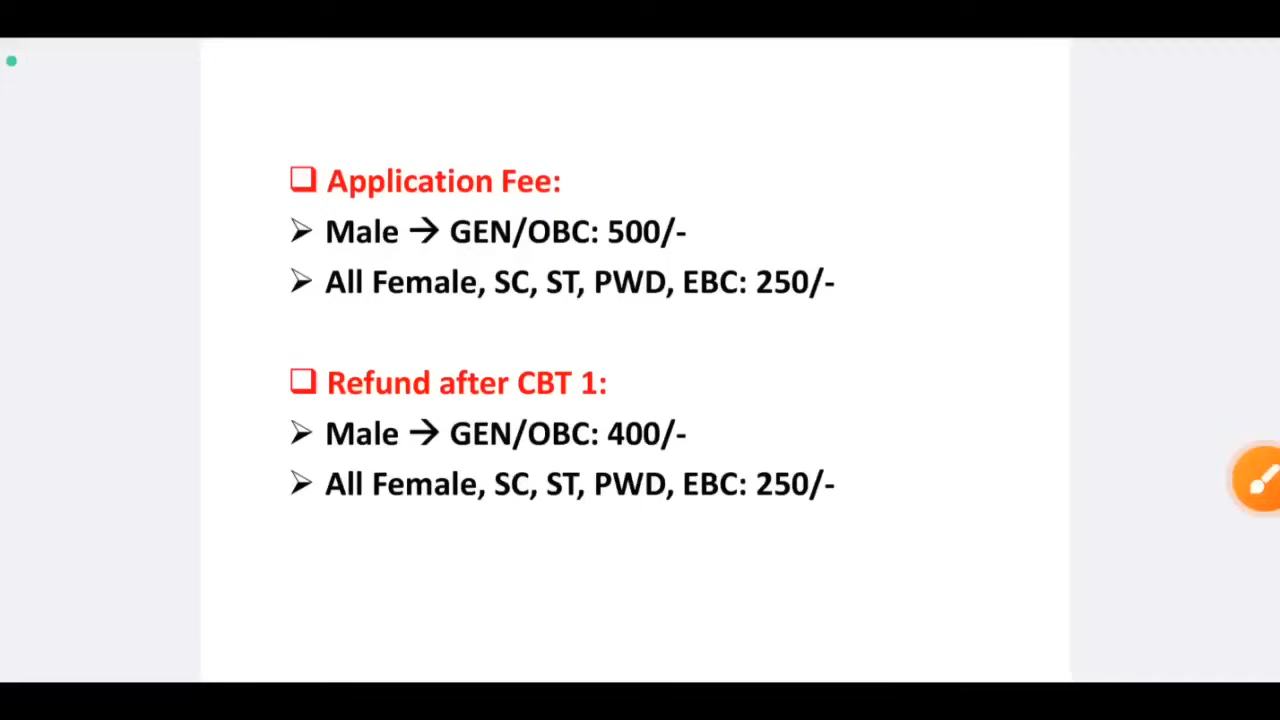 ❑ Application Fee:
➢ Male → GEN/OBC: 500/-
➢ All Female, SC, ST, PWD, EBC: 250/-
❑ Refund after CBT 1:
➢ Male → GEN/OBC: 400/-
➢ All Female, SC, ST, PWD, EBC: 250/-